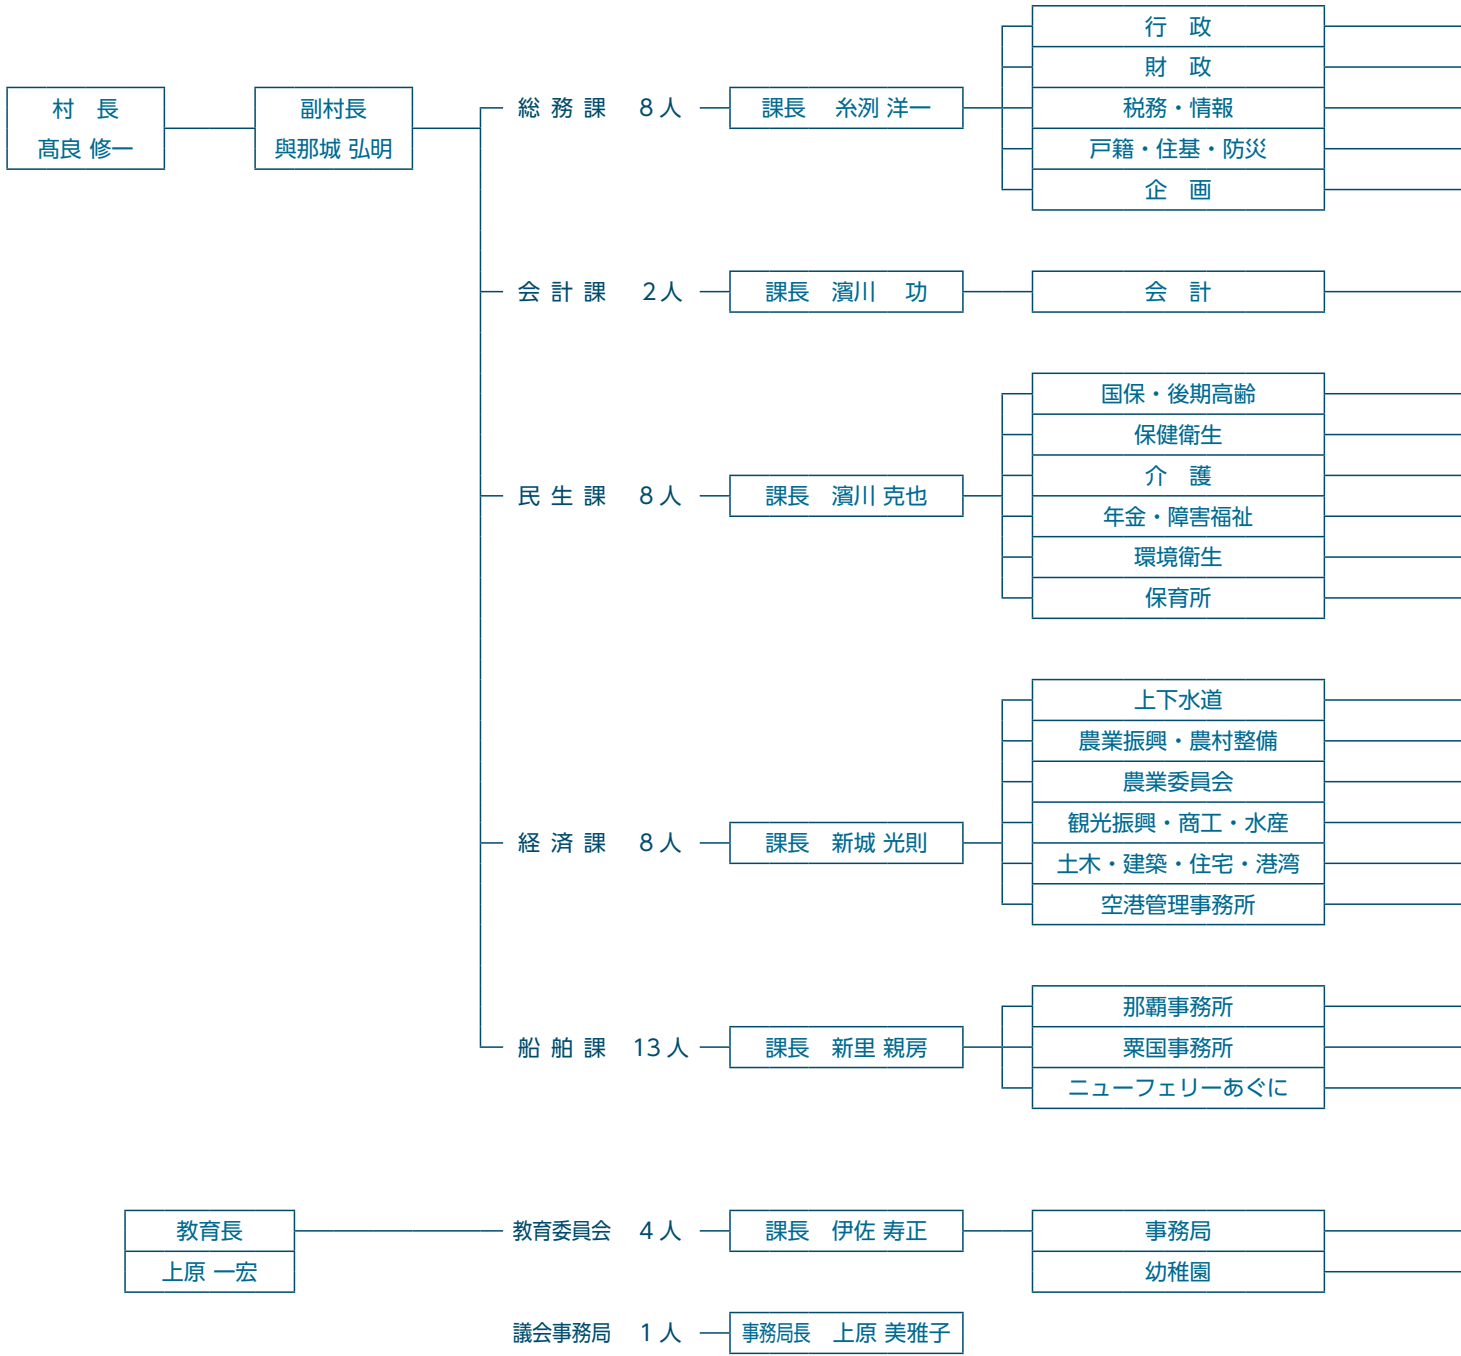 村　長
髙良 修一
副村長
與那城 弘明
総 務 課　8人
課長　糸洌 洋一
行　政
財　政
税務・情報
戸籍・住基・防災
企　画
会 計 課　2人
課長　濱川　功
会　計
民 生 課　8人
課長　濱川 克也
国保・後期高齢
保健衛生
介　護
年金・障害福祉
環境衛生
保育所
経 済 課　8人
課長　新城 光則
上下水道
農業振興・農村整備
農業委員会
観光振興・商工・水産
土木・建築・住宅・港湾
空港管理事務所
船 舶 課　13人
課長　新里 親房
那覇事務所
粟国事務所
ニューフェリーあぐに
教育長
上原 一宏
教育委員会　4人
課長　伊佐 寿正
事務局
幼稚園
議会事務局　1人
事務局長　上原 美雅子